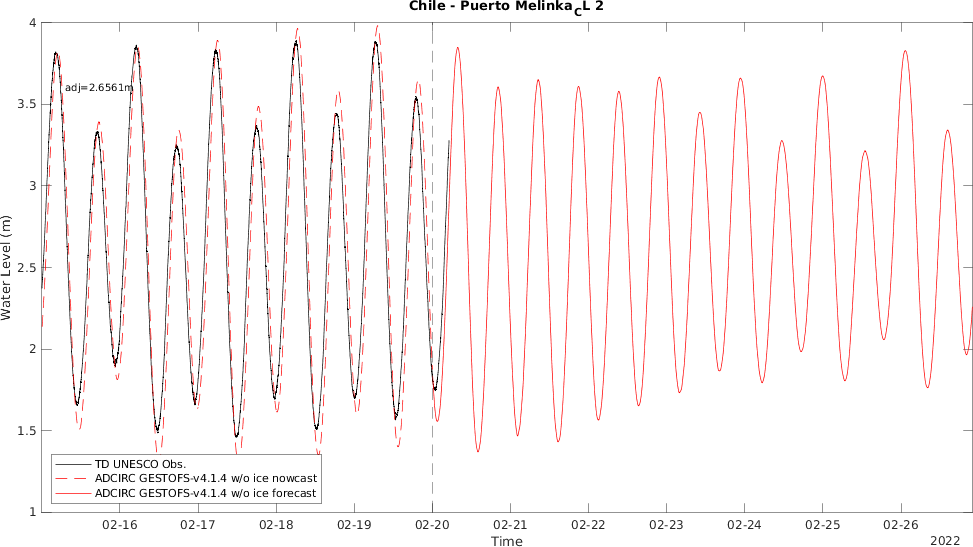 Chile - Puerto Melinka_CL 2
Water Level (m)
4
3.5
3
2.5
2
1.5
1
adj=2.6561m
TD UNESCO Obs.
ADCIRC GESTOFS-v4.1.4 w/o ice nowcast
ADCIRC GESTOFS-v4.1.4 w/o ice forecast
02-16 02-17 02-18 02-19 02-20 02-21 02-22 02-23 02-24 02-25 02-26
Time
2022